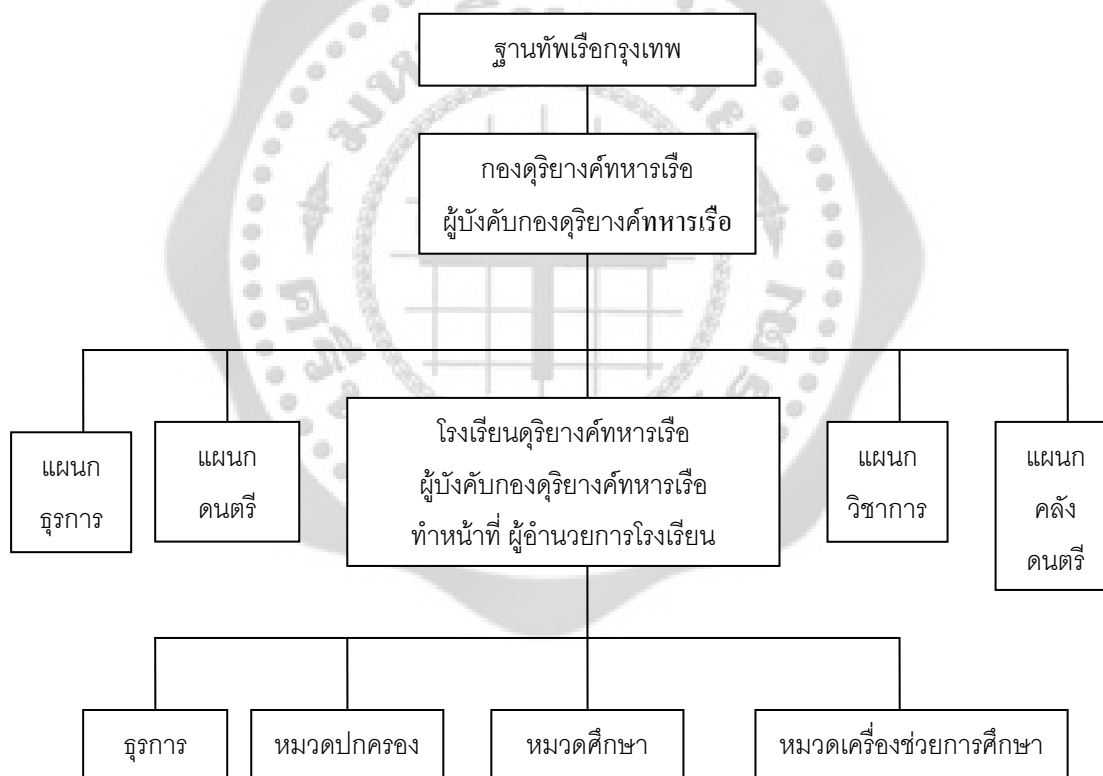 ฐานทัพเรือกรุงเทพ
กองดุริยางค์ทหารเรือ
ผู้บังคับกองดุริยางค์ทหารเรือ
แผนก
ธุรการ
แผนก
ดนตรี
โรงเรียนดุริยางค์ทหารเรือ
ผู้บังคับกองดุริยางค์ทหารเรือ
ทำหน้าที่ ผู้อำนวยการโรงเรียน
แผนก
วิชาการ
แผนก
คลัง
ดนตรี
ธุรการ
หมวดปกครอง
หมวดศึกษา
หมวดเครื่องช่วยการศึกษา